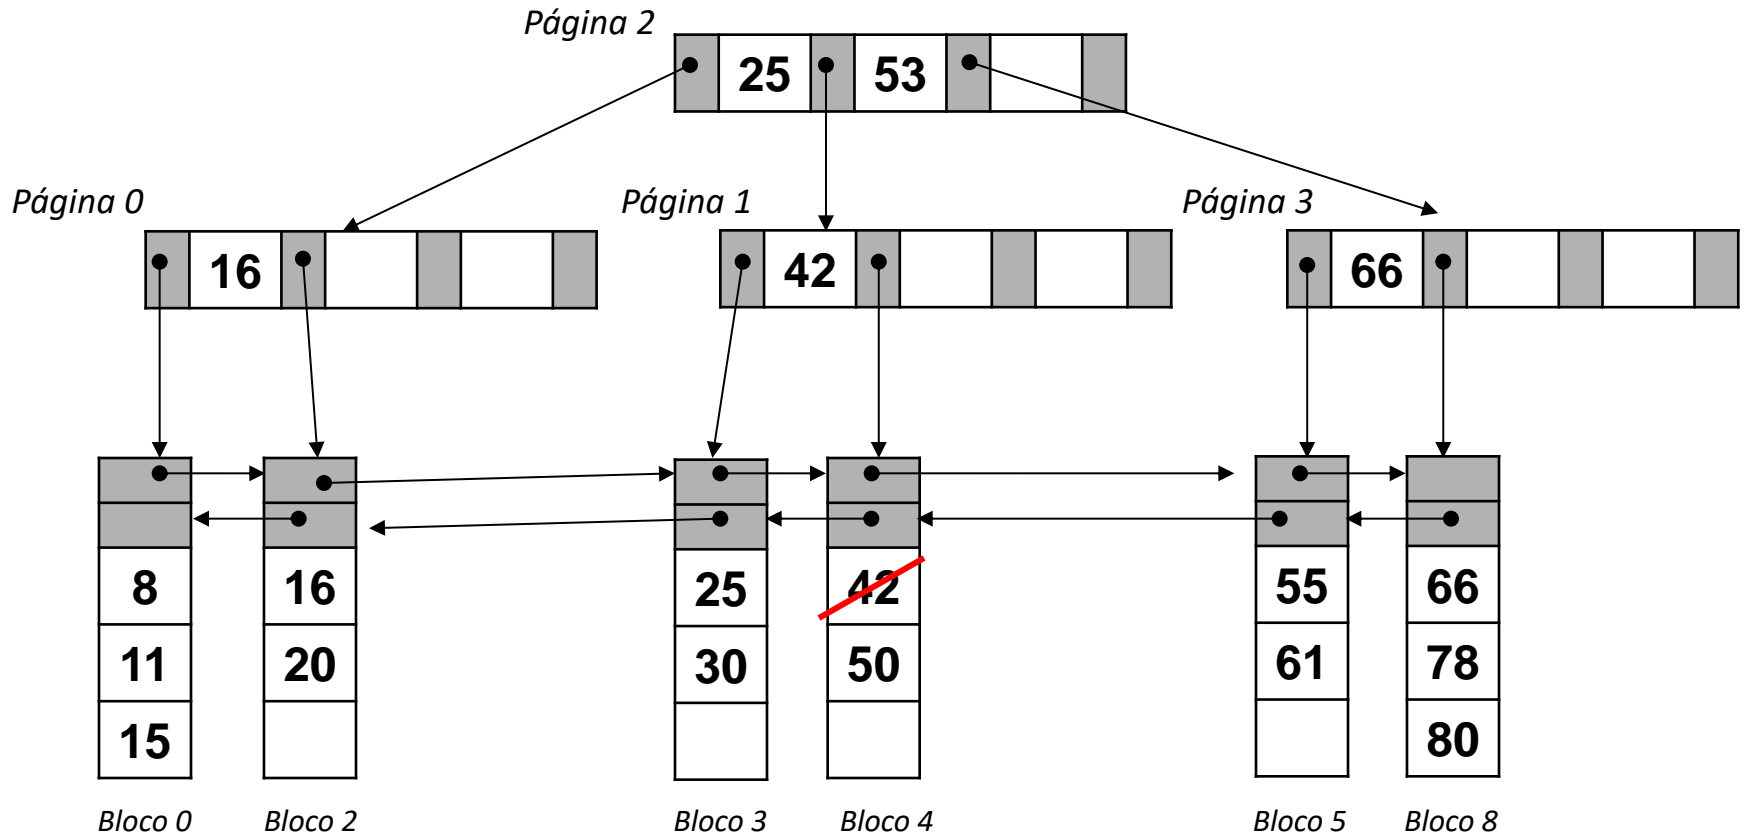 Página 2
25 53
Página 0 Página 1 Página 3
16 42 66
8 16 25 42 55 66
11 20 30 50 61 78
15 80
Bloco 0 Bloco 2 Bloco 3 Bloco 4 Bloco 5 Bloco 8